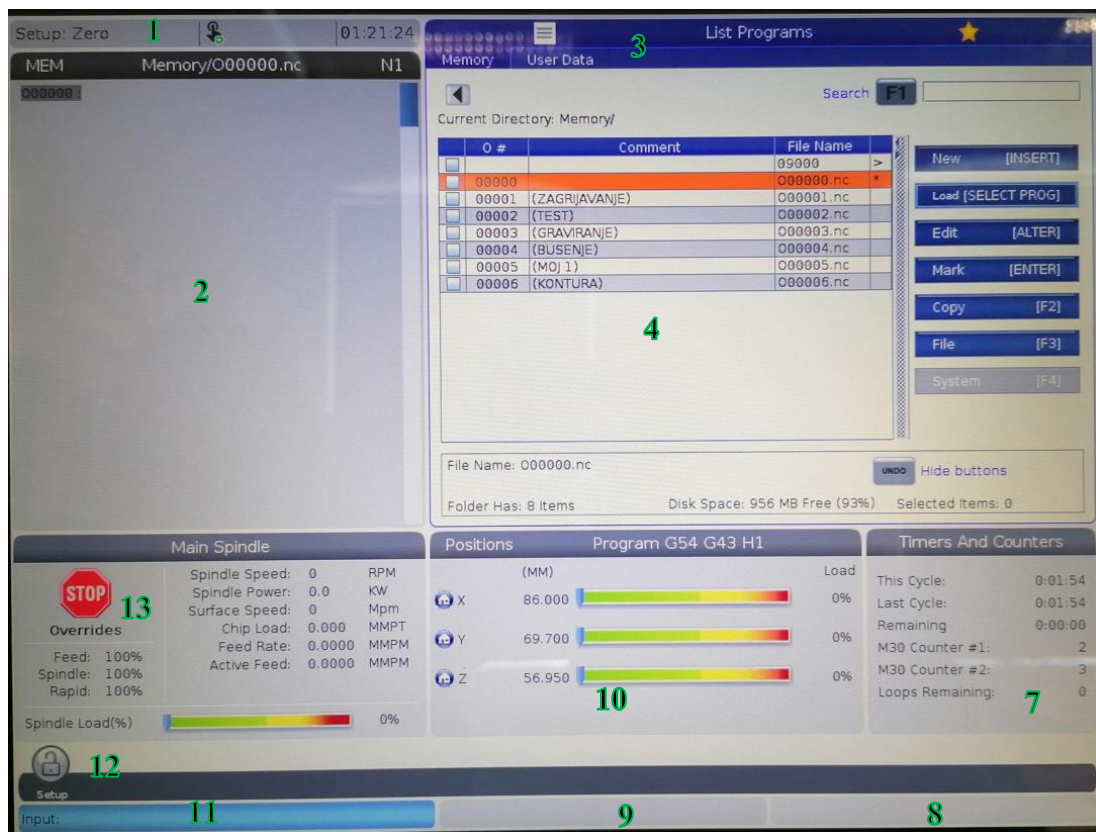 Setup: Zero 1 01:21:24
MEM Memory/O00000.nc N1
O00000 ;
2
3 List Programs
Memory User Data
Search F1
Current Directory: Memory/
O # Comment File Name
09000 >
00000 O00000.nc *
00001 (ZAGRIJAVANJE) O00001.nc
00002 (TEST) O00002.nc
00003 (GRAVIRANJE) O00003.nc
00004 (BUSENJE) O00004.nc
00005 (MOJ 1) O00005.nc
00006 (KONTURA) O00006.nc
4
New [INSERT]
Load [SELECT PROG]
Edit [ALTER]
Mark [ENTER]
Copy [F2]
File [F3]
System [F4]
File Name: O00000.nc
UNDO Hide buttons
Folder Has: 8 Items Disk Space: 956 MB Free (93%) Selected Items: 0
Main Spindle
STOP 13
Overrides
Feed: 100%
Spindle: 100%
Rapid: 100%
Spindle Speed: 0 RPM
Spindle Power: 0.0 KW
Surface Speed: 0 Mpm
Chip Load: 0.000 MMPT
Feed Rate: 0.0000 MMPM
Active Feed: 0.0000 MMPM
Spindle Load(%) 0%
Positions Program G54 G43 H1
(MM) Load
X 86.000 0%
Y 69.700 0%
Z 56.950 0%
10
Timers And Counters
This Cycle: 0:01:54
Last Cycle: 0:01:54
Remaining 0:00:00
M30 Counter #1: 2
M30 Counter #2: 3
Loops Remaining: 0
7
12
Setup
Input: 11 9 8